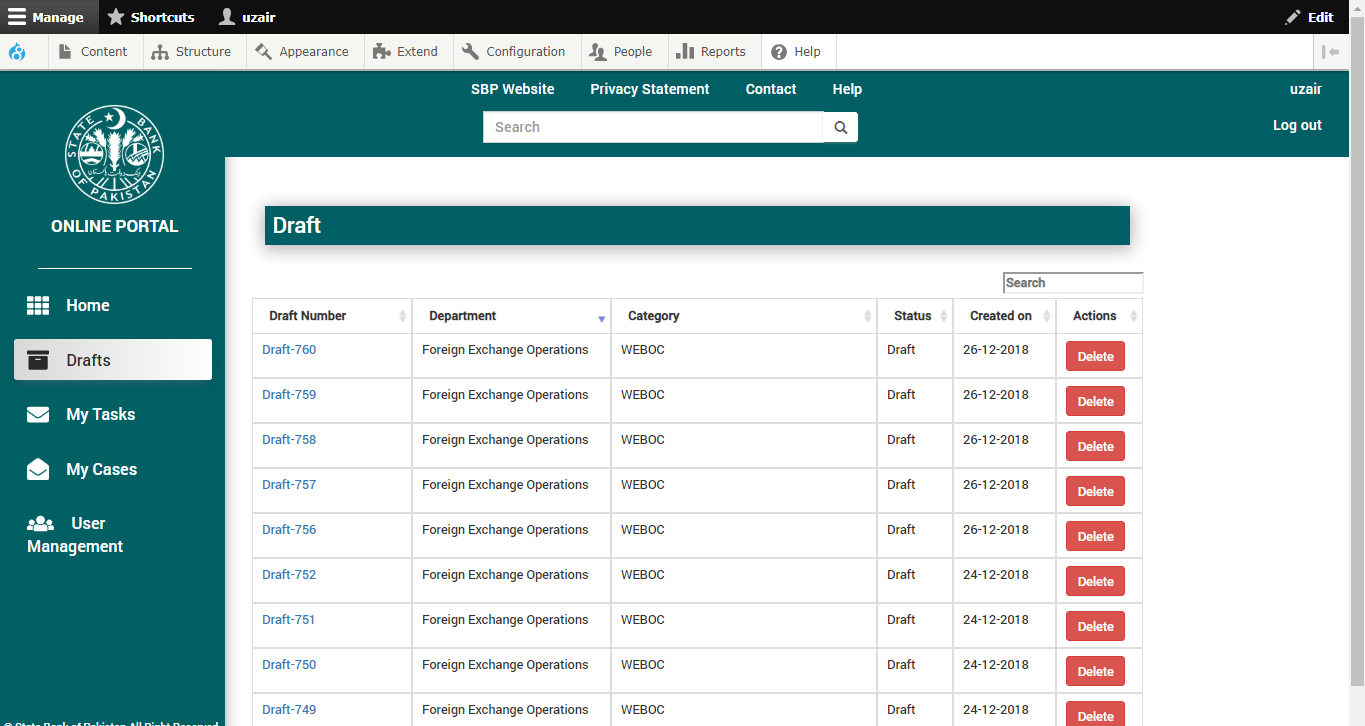 Manage Shortcuts uzair Edit
Content Structure Appearance Extend Configuration People Reports Help
SBP Website Privacy Statement Contact Help uzair
Search
Log out
STATE BANK OF PAKISTAN
ONLINE PORTAL
Home
Drafts
My Tasks
My Cases
User
Management
Draft
Search
Draft Number Department Category Status Created on Actions
Draft-760 Foreign Exchange Operations WEBOC Draft 26-12-2018 Delete
Draft-759 Foreign Exchange Operations WEBOC Draft 26-12-2018 Delete
Draft-758 Foreign Exchange Operations WEBOC Draft 26-12-2018 Delete
Draft-757 Foreign Exchange Operations WEBOC Draft 26-12-2018 Delete
Draft-756 Foreign Exchange Operations WEBOC Draft 26-12-2018 Delete
Draft-752 Foreign Exchange Operations WEBOC Draft 24-12-2018 Delete
Draft-751 Foreign Exchange Operations WEBOC Draft 24-12-2018 Delete
Draft-750 Foreign Exchange Operations WEBOC Draft 24-12-2018 Delete
Draft-749 Foreign Exchange Operations WEBOC Draft 24-12-2018 Delete
© State Bank of Pakistan All Right Reserved